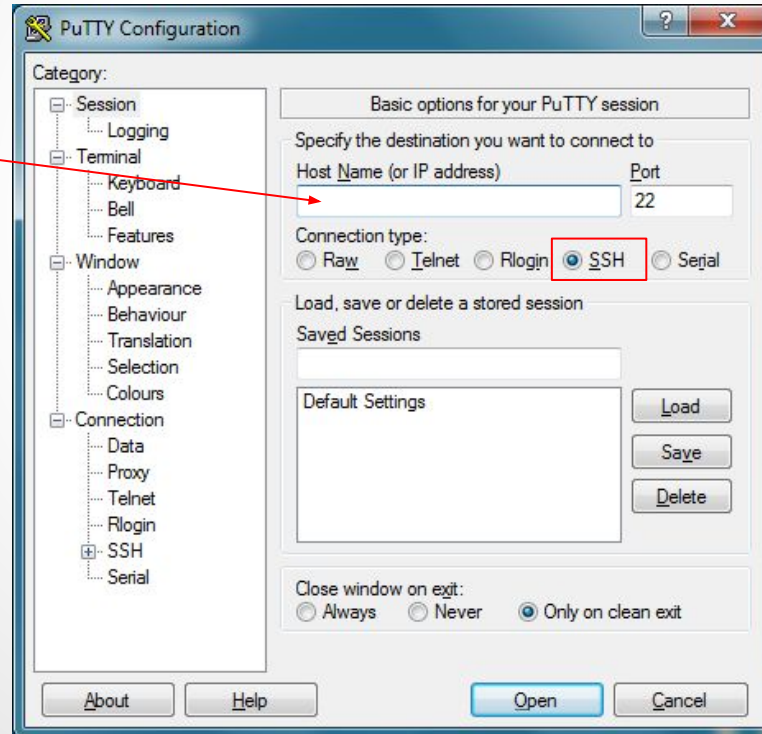 PuTTY Configuration
?
X
Category:
Session
Logging
Terminal
Keyboard
Bell
Features
Window
Appearance
Behaviour
Translation
Selection
Colours
Connection
Data
Proxy
Telnet
Rlogin
SSH
Serial
Basic options for your PuTTY session
Specify the destination you want to connect to
Host Name (or IP address) Port
22
Connection type:
Raw Telnet Rlogin SSH Serial
Load, save or delete a stored session
Saved Sessions
Default Settings
Load
Save
Delete
Close window on exit:
Always Never Only on clean exit
About Help Open Cancel